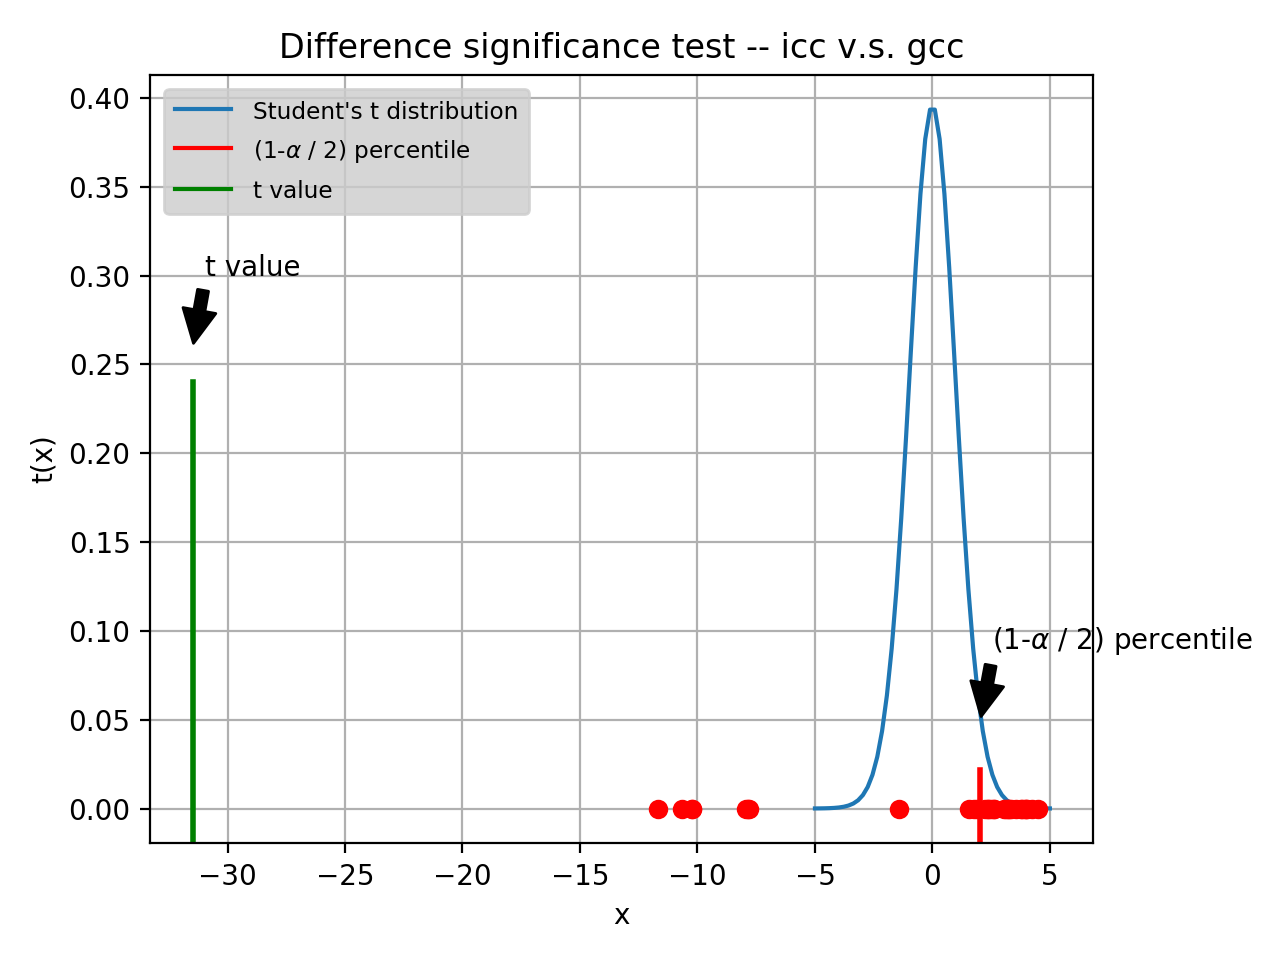 Difference significance test -- icc v.s. gcc
0.40
0.35
0.30
0.25
0.20
0.15
0.10
0.05
0.00
t(x)
Student's t distribution
(1-α / 2) percentile
t value
t value
(1-α / 2) percentile
−30
−25
−20
−15
−10
−5
0
5
x